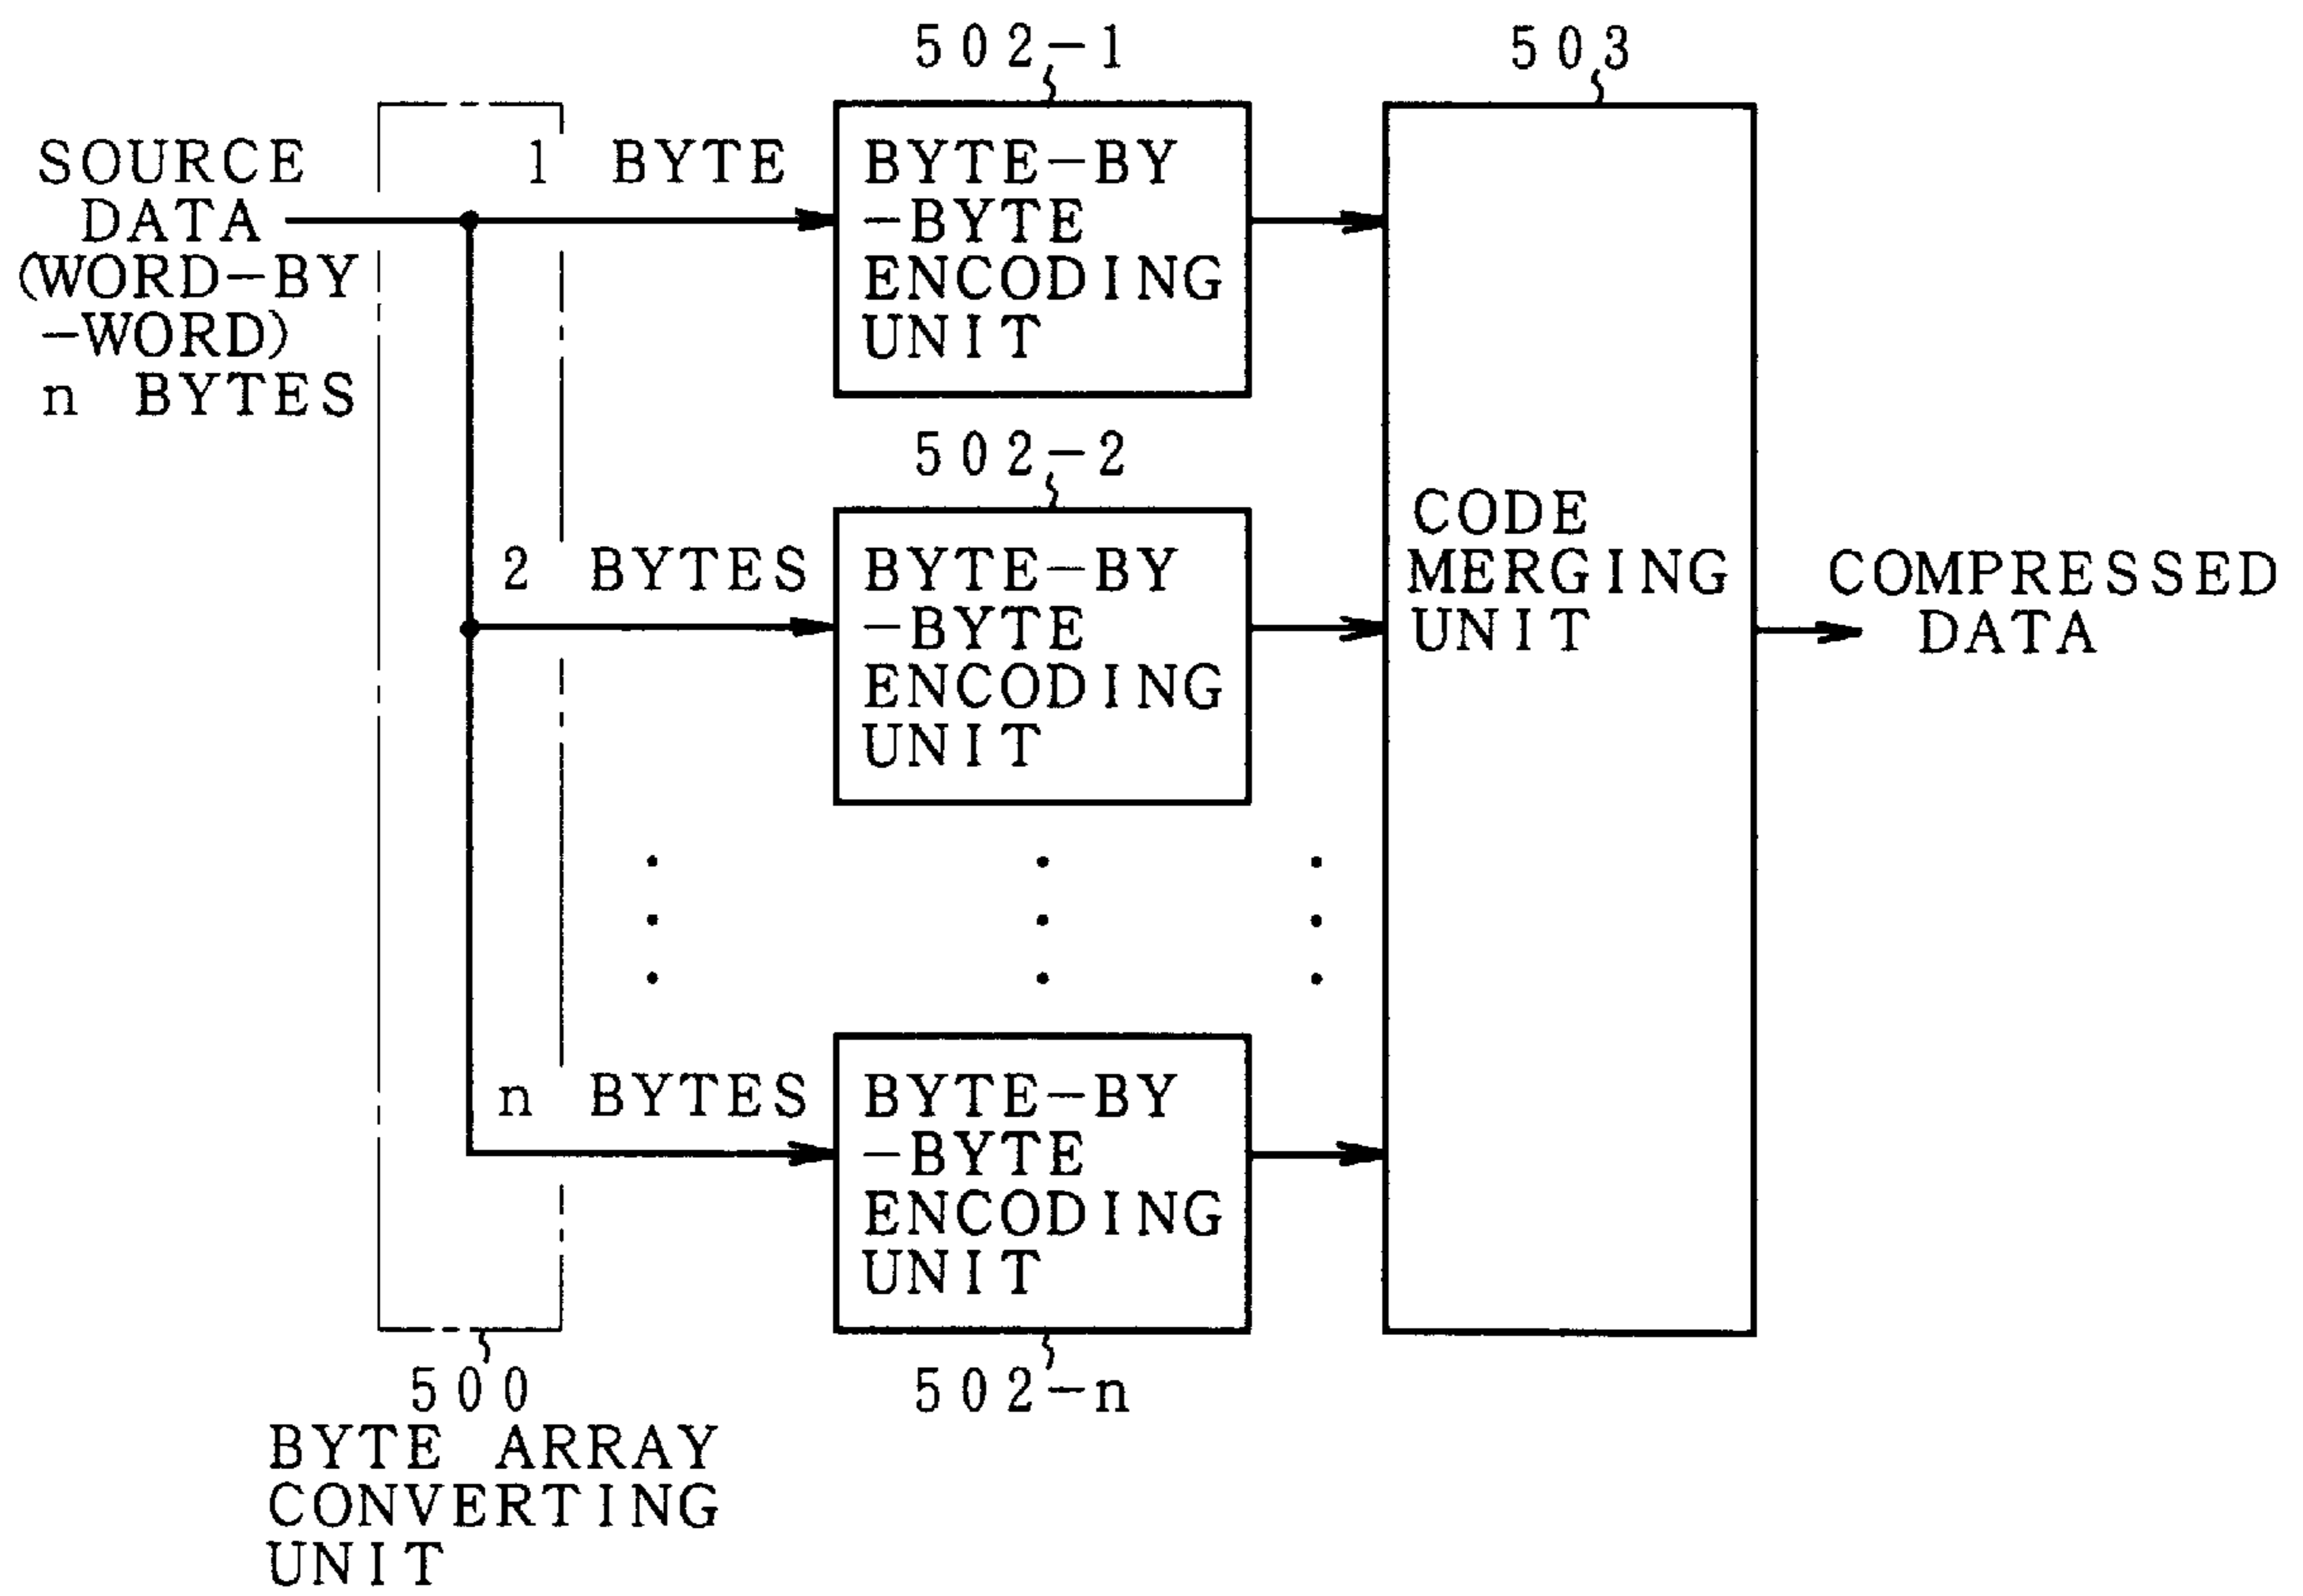 502-1
503
SOURCE
DATA
(WORD-BY
-WORD)
n BYTES
1 BYTE
BYTE-BY
-BYTE
ENCODING
UNIT
502-2
2 BYTES
BYTE-BY
-BYTE
ENCODING
UNIT
CODE
MERGING
UNIT
COMPRESSED
DATA
n BYTES
BYTE-BY
-BYTE
ENCODING
UNIT
500
BYTE ARRAY
CONVERTING
UNIT
502-n